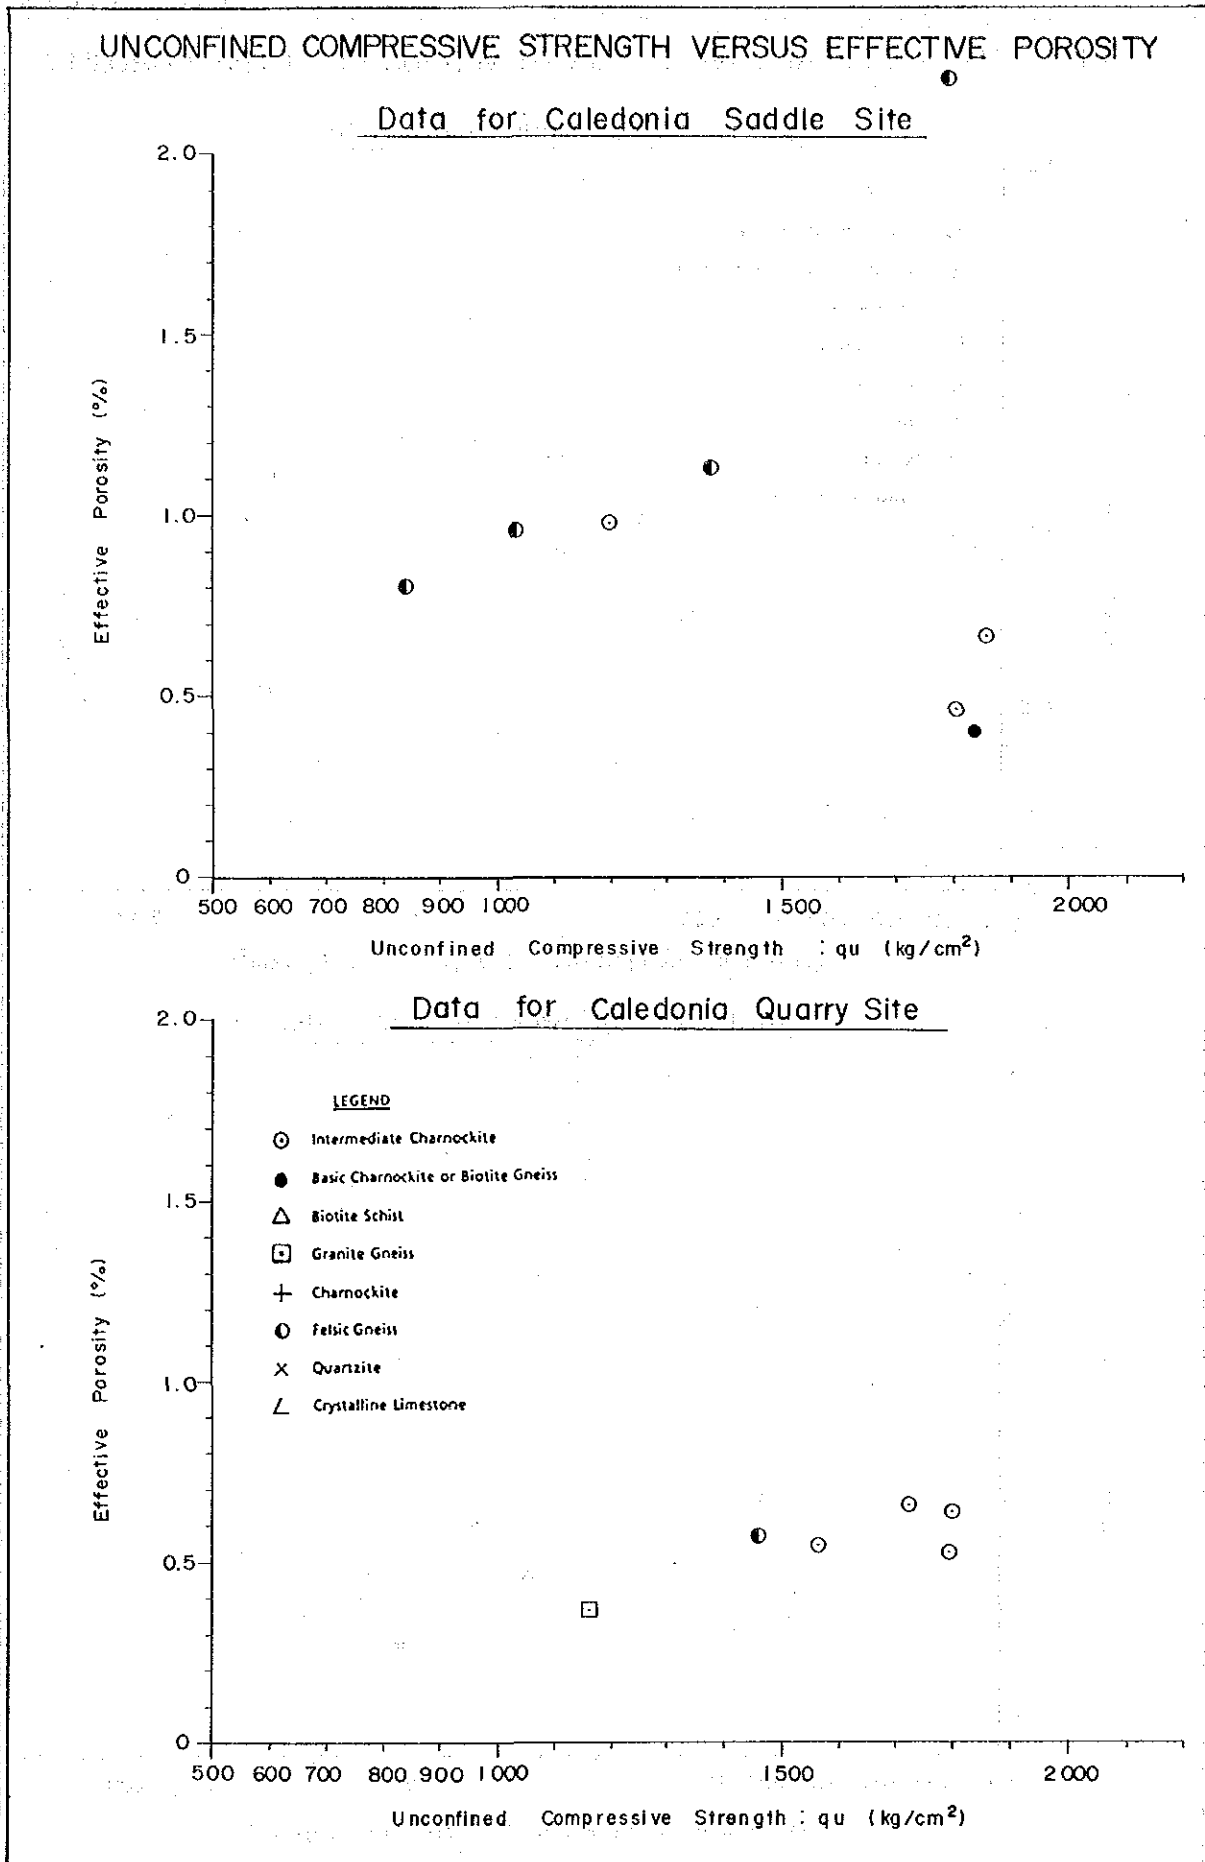 UNCONFINED COMPRESSIVE STRENGTH VERSUS EFFECTIVE POROSITY
Data for Caledonia Saddle Site
2.0
1.5
1.0
0.5
0
Effective Porosity (%)
500 600 700 800 900 1000 1500 2000
Unconfined Compressive Strength : qu (kg/cm²)
Data for Caledonia Quarry Site
2.0
1.5
1.0
0.5
0
Effective Porosity (%)
LEGEND
Intermediate Charnockite
Basic Charnockite or Biotite Gneiss
Biotite Schist
Granite Gneiss
Charnockite
Felsic Gneiss
Quartzite
Crystalline Limestone
500 600 700 800 900 1000 1500 2000
Unconfined Compressive Strength : qu (kg/cm²)